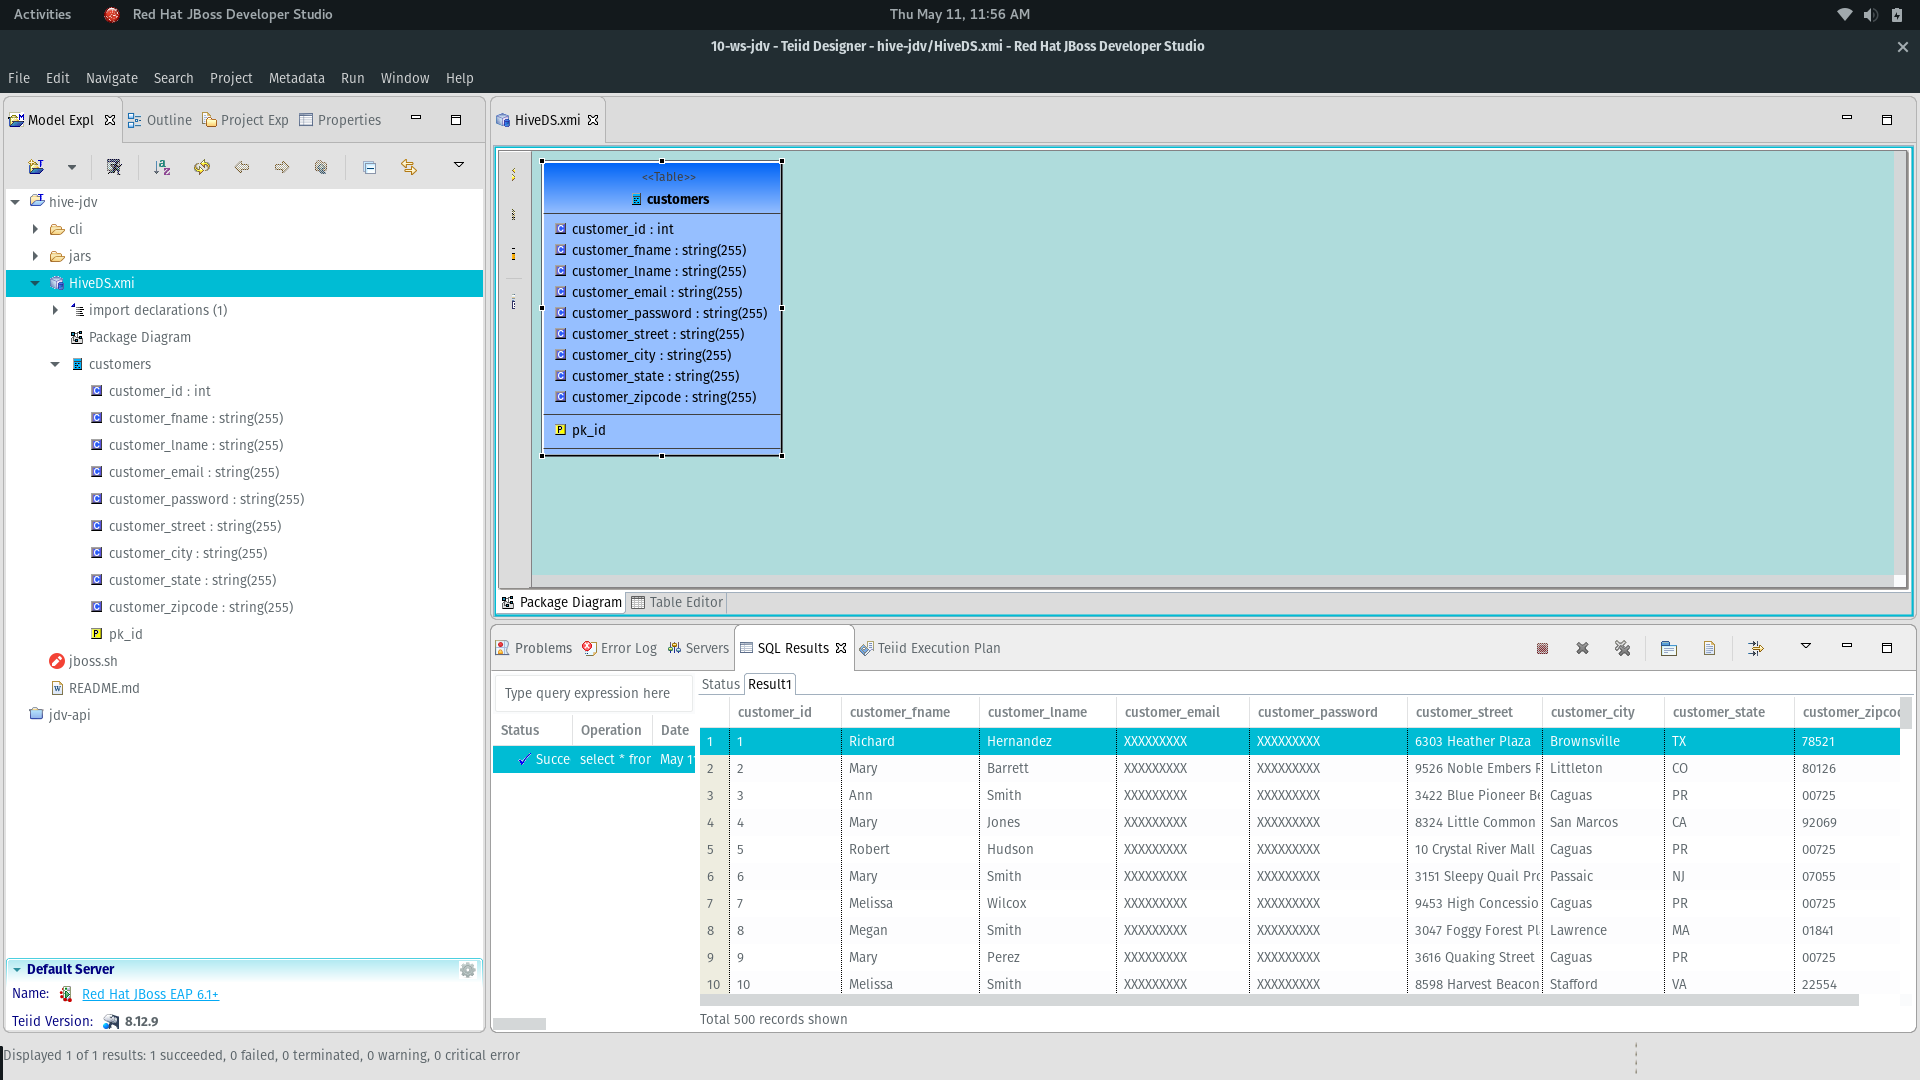 Activities Red Hat JBoss Developer Studio Thu May 11, 11:56 AM
10-ws-jdv - Teiid Designer - hive-jdv/HiveDS.xmi - Red Hat JBoss Developer Studio
File Edit Navigate Search Project Metadata Run Window Help
Model Expl Outline Project Exp Properties
hive-jdv
cli
jars
HiveDS.xmi
import declarations (1)
Package Diagram
customers
customer_id : int
customer_fname : string(255)
customer_lname : string(255)
customer_email : string(255)
customer_password : string(255)
customer_street : string(255)
customer_city : string(255)
customer_state : string(255)
customer_zipcode : string(255)
pk_id
jboss.sh
README.md
jdv-api
Default Server
Name: Red Hat JBoss EAP 6.1+
Teiid Version: 8.12.9
HiveDS.xmi
<<Table>>
customers
customer_id : int
customer_fname : string(255)
customer_lname : string(255)
customer_email : string(255)
customer_password : string(255)
customer_street : string(255)
customer_city : string(255)
customer_state : string(255)
customer_zipcode : string(255)
pk_id
Package Diagram Table Editor
Problems Error Log Servers SQL Results Teiid Execution Plan
Type query expression here
Status Operation Date
Succe select * fror May 1
Status Result1
customer_id customer_fname customer_lname customer_email customer_password customer_street customer_city customer_state customer_zipco
1 1 Richard Hernandez XXXXXXXXX XXXXXXXXX 6303 Heather Plaza Brownsville TX 78521
2 2 Mary Barrett XXXXXXXXX XXXXXXXXX 9526 Noble Embers R Littleton CO 80126
3 3 Ann Smith XXXXXXXXX XXXXXXXXX 3422 Blue Pioneer Be Caguas PR 00725
4 4 Mary Jones XXXXXXXXX XXXXXXXXX 8324 Little Common San Marcos CA 92069
5 5 Robert Hudson XXXXXXXXX XXXXXXXXX 10 Crystal River Mall Caguas PR 00725
6 6 Mary Smith XXXXXXXXX XXXXXXXXX 3151 Sleepy Quail Pro Passaic NJ 07055
7 7 Melissa Wilcox XXXXXXXXX XXXXXXXXX 9453 High Concessio Caguas PR 00725
8 8 Megan Smith XXXXXXXXX XXXXXXXXX 3047 Foggy Forest Pl Lawrence MA 01841
9 9 Mary Perez XXXXXXXXX XXXXXXXXX 3616 Quaking Street Caguas PR 00725
10 10 Melissa Smith XXXXXXXXX XXXXXXXXX 8598 Harvest Beacon Stafford VA 22554
Total 500 records shown
Displayed 1 of 1 results: 1 succeeded, 0 failed, 0 terminated, 0 warning, 0 critical error